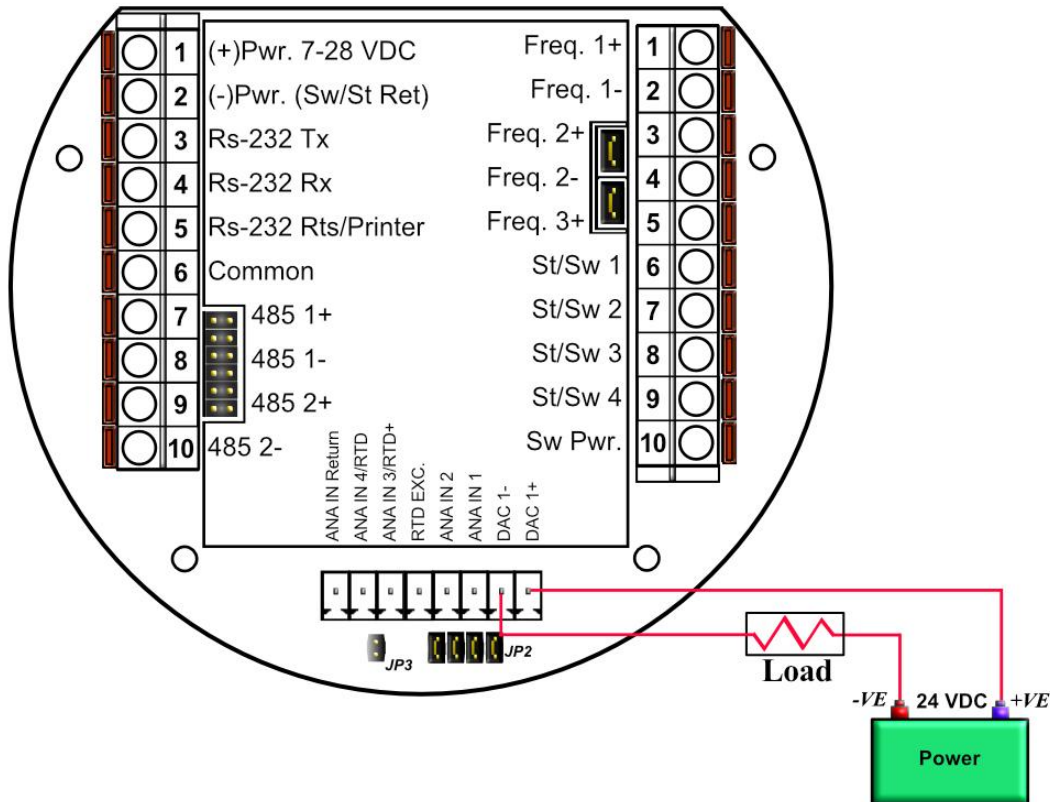 1 (+)Pwr. 7-28 VDC
2 (-)Pwr. (Sw/St Ret)
3 Rs-232 Tx
4 Rs-232 Rx
5 Rs-232 Rts/Printer
6 Common
7 485 1+
8 485 1-
9 485 2+
10 485 2-
Freq. 1+ 1
Freq. 1- 2
Freq. 2+ 3
Freq. 2- 4
Freq. 3+ 5
St/Sw 1 6
St/Sw 2 7
St/Sw 3 8
St/Sw 4 9
Sw Pwr. 10
ANA IN Return
ANA IN 4/RTD
ANA IN 3/RTD+
RTD EXC.
ANA IN 2
ANA IN 1
DAC 1-
DAC 1+
JP3
JP2
Load
-VE 24 VDC +VE
Power